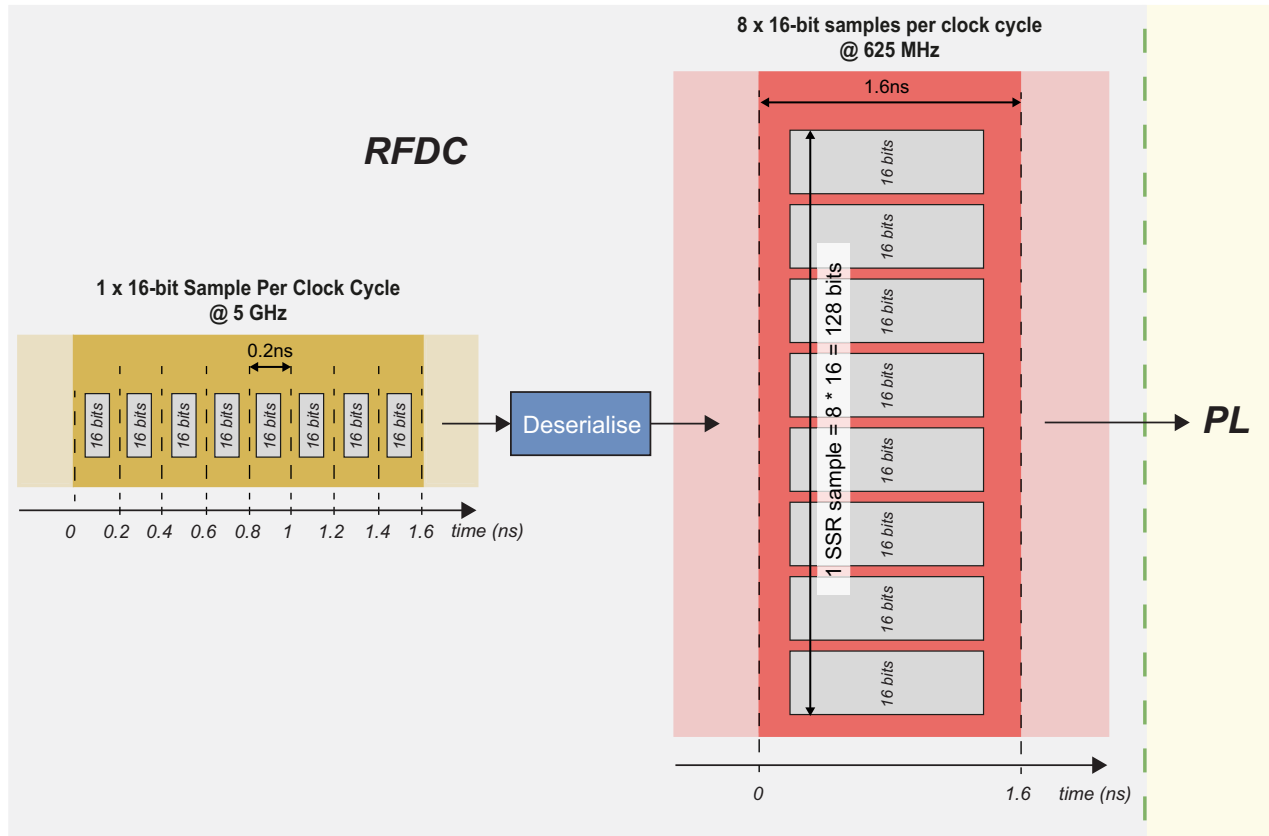 8 x 16-bit samples per clock cycle
@ 625 MHz
1.6ns
RFDC
16 bits
16 bits
16 bits
16 bits
16 bits
16 bits
16 bits
16 bits
1 SSR sample = 8 * 16 = 128 bits
1 x 16-bit Sample Per Clock Cycle
@ 5 GHz
0.2ns
16 bits
16 bits
16 bits
16 bits
16 bits
16 bits
16 bits
16 bits
Deserialise
PL
0 0.2 0.4 0.6 0.8 1 1.2 1.4 1.6 time (ns)
0 1.6 time (ns)